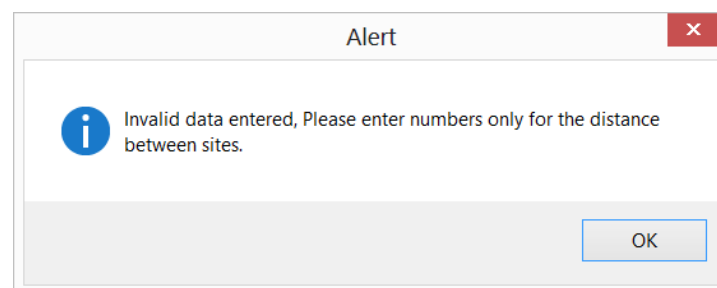 Alert
Invalid data entered, Please enter numbers only for the distance
between sites.
OK